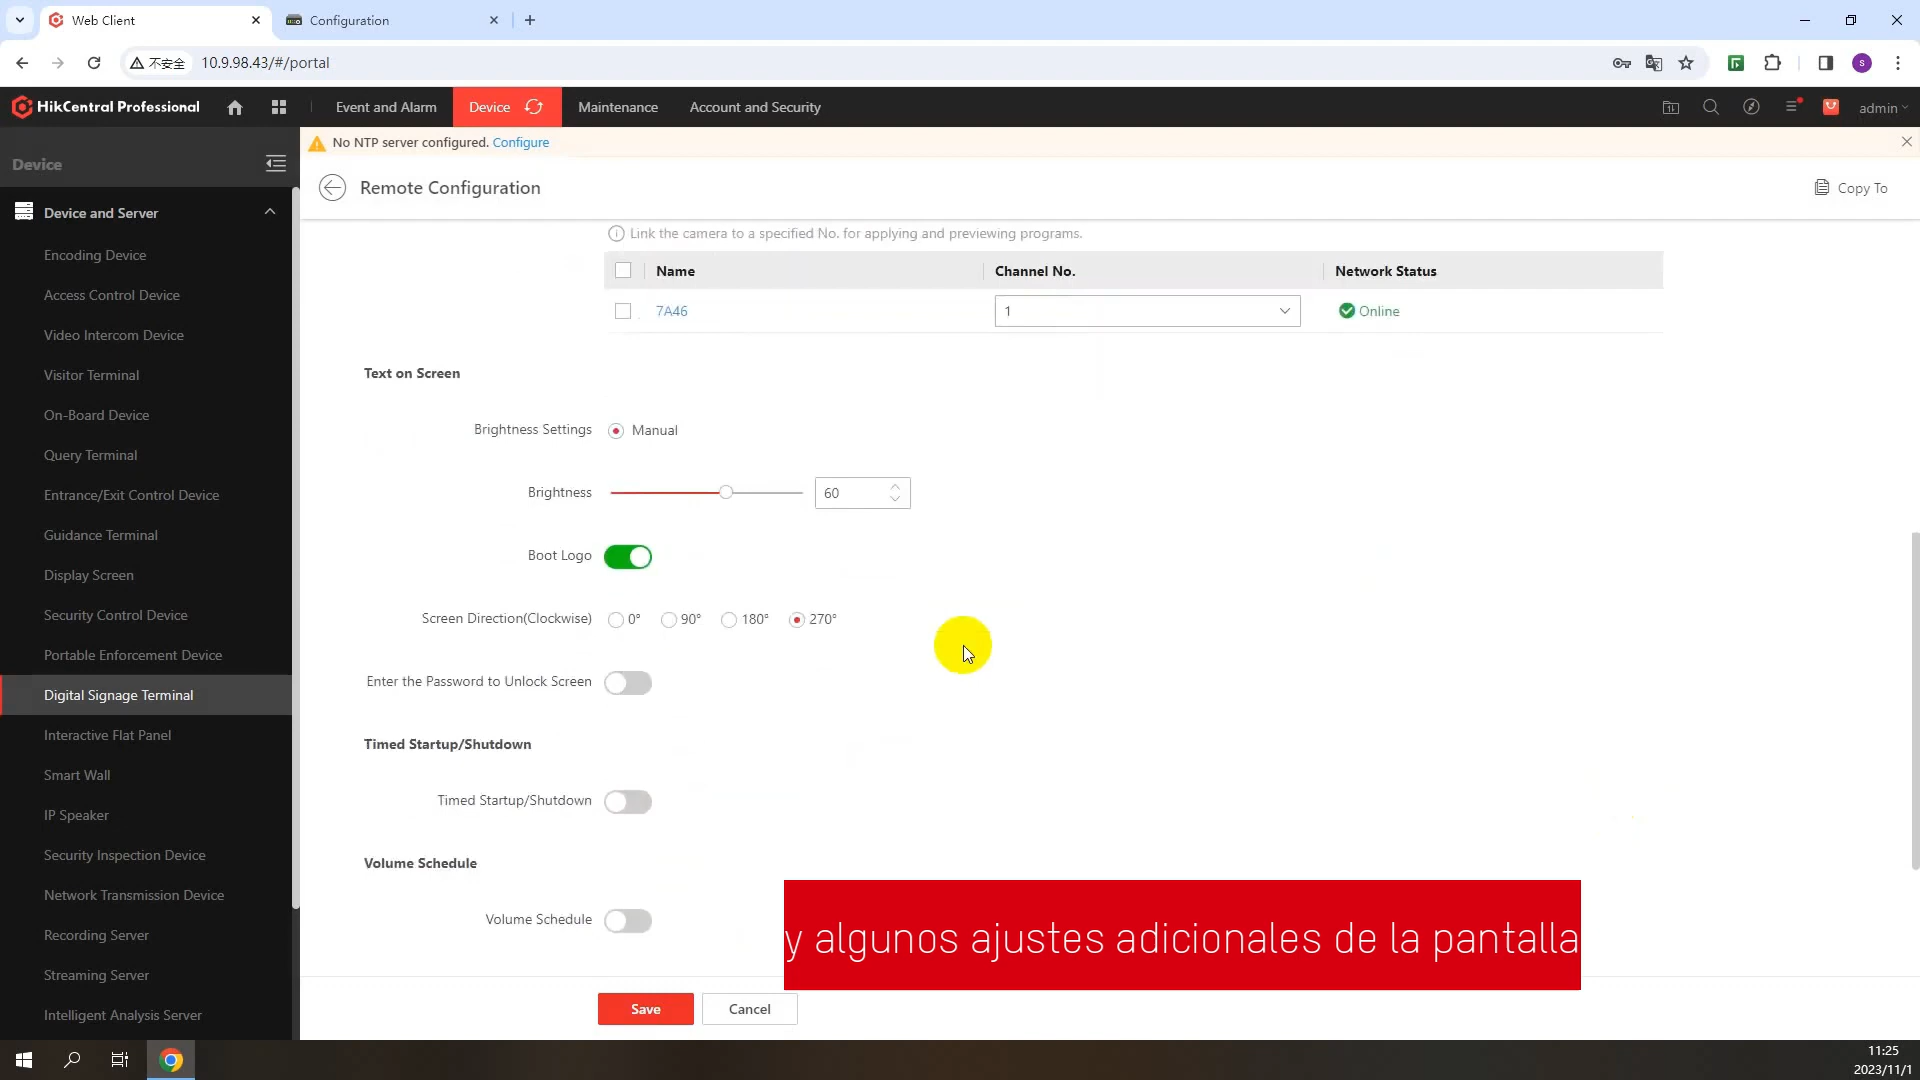 Web Client
Configuration
不安全
10.9.98.43/#/portal
HikCentral Professional
Event and Alarm
Device
Maintenance
Account and Security
admin
No NTP server configured. Configure
Device
Remote Configuration
Copy To
Device and Server
Encoding Device
Access Control Device
Video Intercom Device
Visitor Terminal
On-Board Device
Query Terminal
Entrance/Exit Control Device
Guidance Terminal
Display Screen
Security Control Device
Portable Enforcement Device
Digital Signage Terminal
Interactive Flat Panel
Smart Wall
IP Speaker
Security Inspection Device
Network Transmission Device
Recording Server
Streaming Server
Intelligent Analysis Server
Link the camera to a specified No. for applying and previewing programs.
Name Channel No. Network Status
7A46 1 Online
Text on Screen
Brightness Settings Manual
Brightness 60
Boot Logo
Screen Direction(Clockwise) 0° 90° 180° 270°
Enter the Password to Unlock Screen
Timed Startup/Shutdown
Timed Startup/Shutdown
Volume Schedule
Volume Schedule
y algunos ajustes adicionales de la pantalla
Save Cancel
11:25
2023/11/1